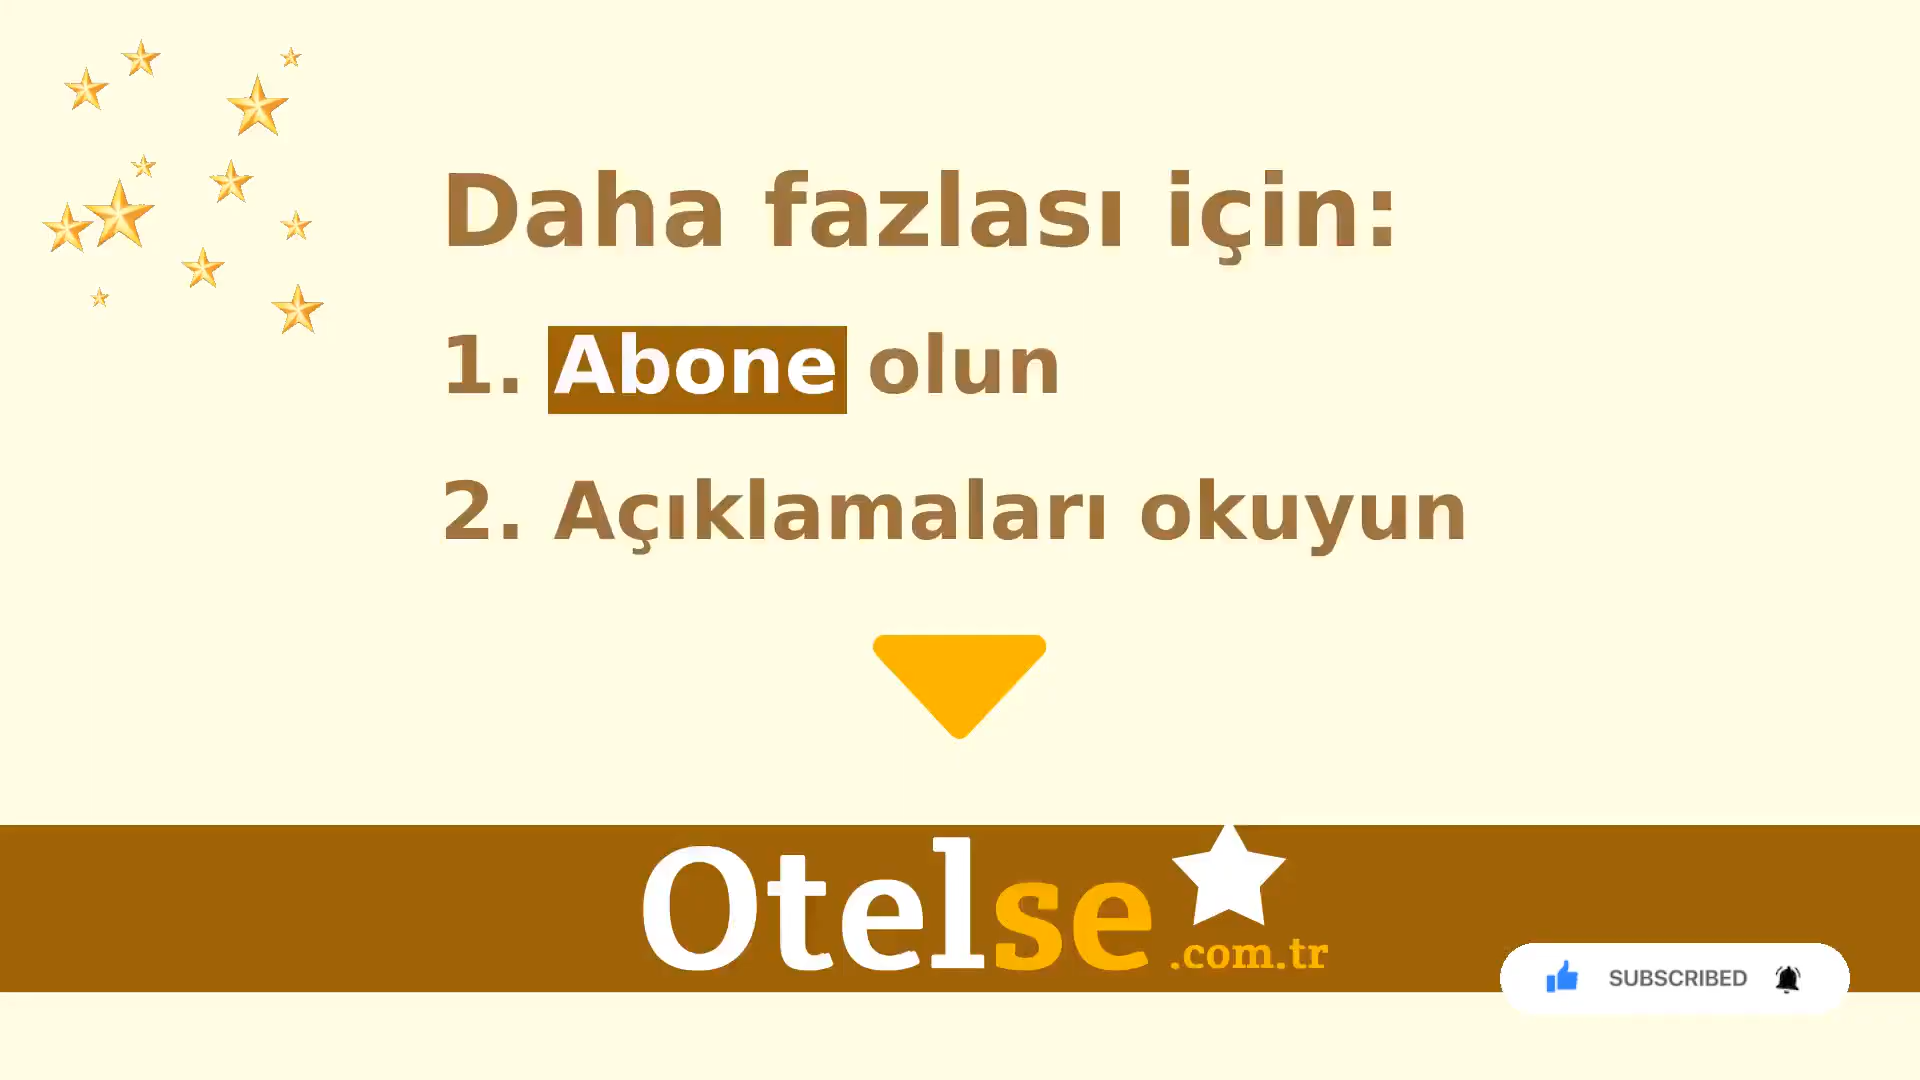 Daha fazlası için:
1. Abone olun
2. Açıklamaları okuyun
Otelse
.com.tr
SUBSCRIBED